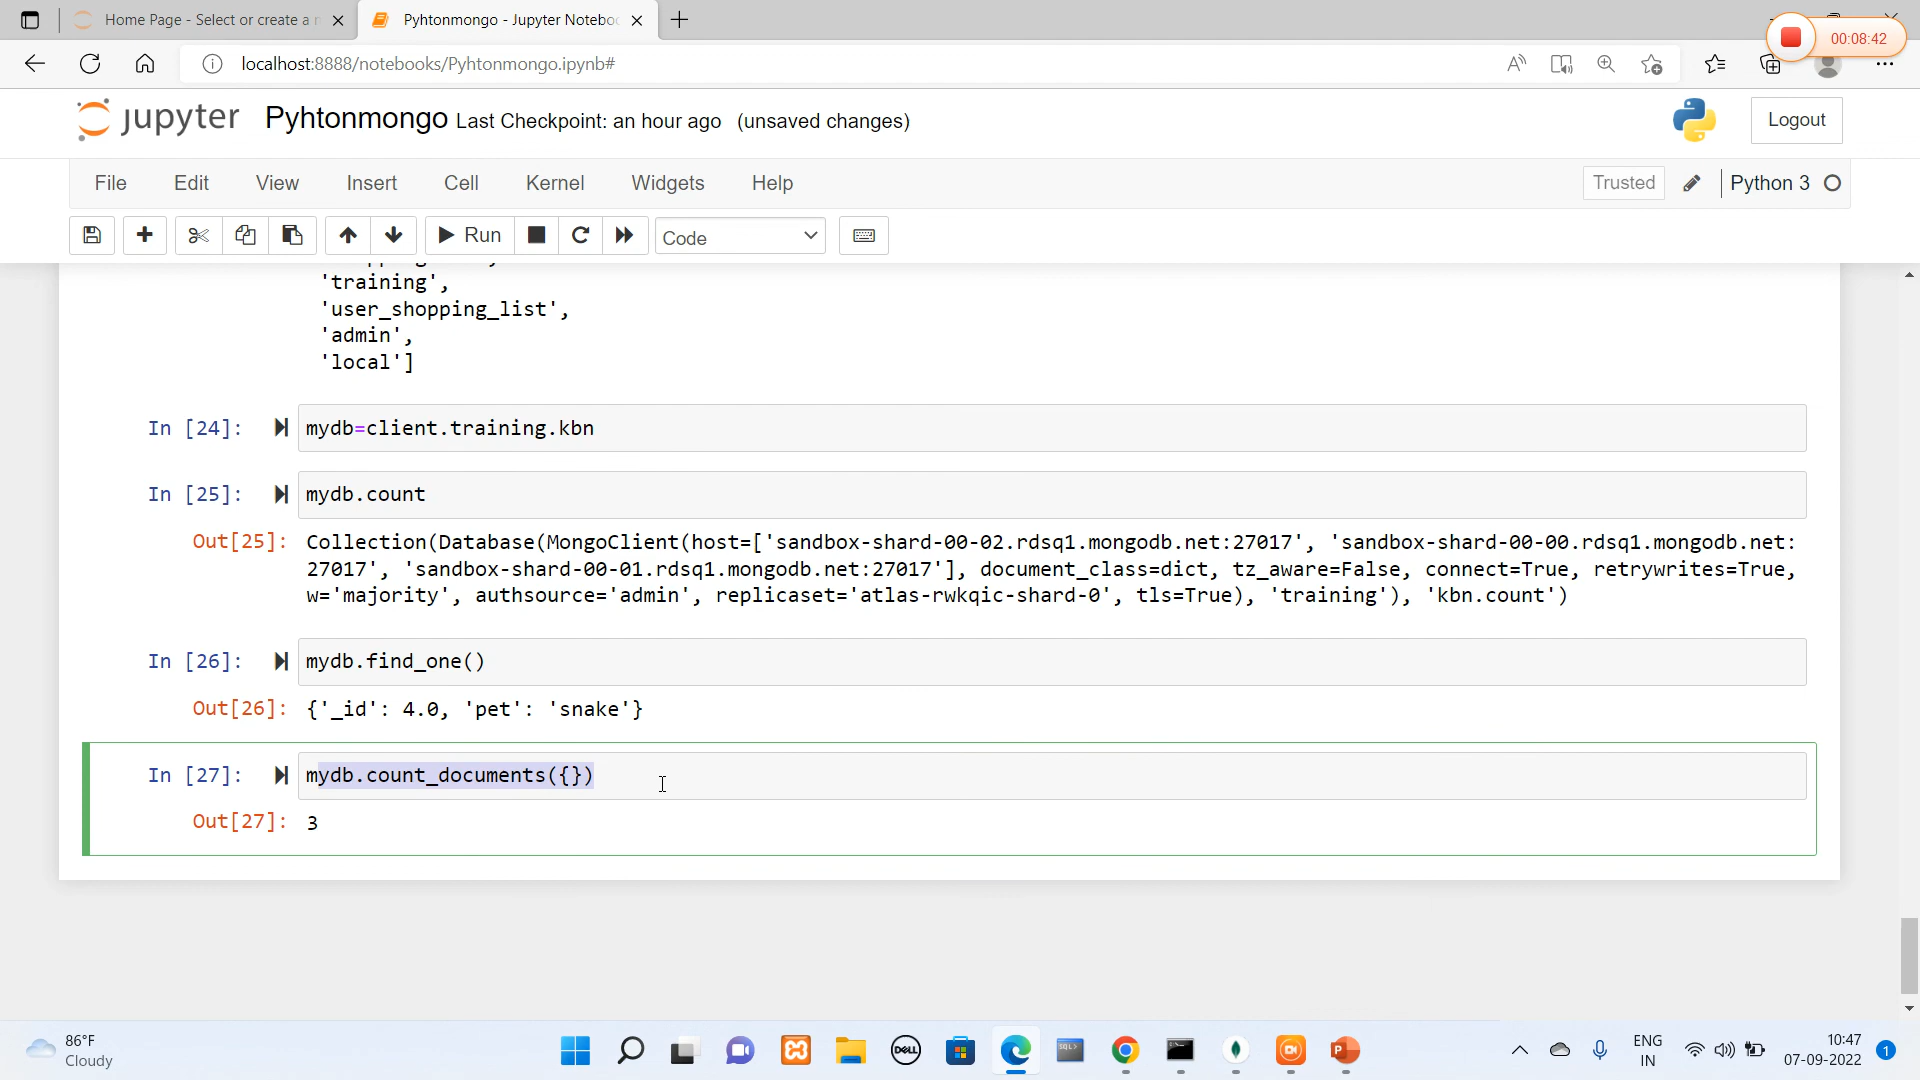 Home Page - Select or create a n
Pyhtonmongo - Jupyter Noteboo
00:08:42
localhost:8888/notebooks/Pyhtonmongo.ipynb#
jupyter Pyhtonmongo Last Checkpoint: an hour ago (unsaved changes)
Logout
File Edit View Insert Cell Kernel Widgets Help
Trusted Python 3
Run Code
'training',
'user_shopping_list',
'admin',
'local']
In [24]: mydb=client.training.kbn
In [25]: mydb.count
Out[25]: Collection(Database(MongoClient(host=['sandbox-shard-00-02.rdsq1.mongodb.net:27017', 'sandbox-shard-00-00.rdsq1.mongodb.net:
27017', 'sandbox-shard-00-01.rdsq1.mongodb.net:27017'], document_class=dict, tz_aware=False, connect=True, retrywrites=True,
w='majority', authsource='admin', replicaset='atlas-rwkqic-shard-0', tls=True), 'training'), 'kbn.count')
In [26]: mydb.find_one()
Out[26]: {'_id': 4.0, 'pet': 'snake'}
In [27]: mydb.count_documents({})
Out[27]: 3
86°F
Cloudy
DELL
SQL>
ENG
IN
10:47
07-09-2022
1